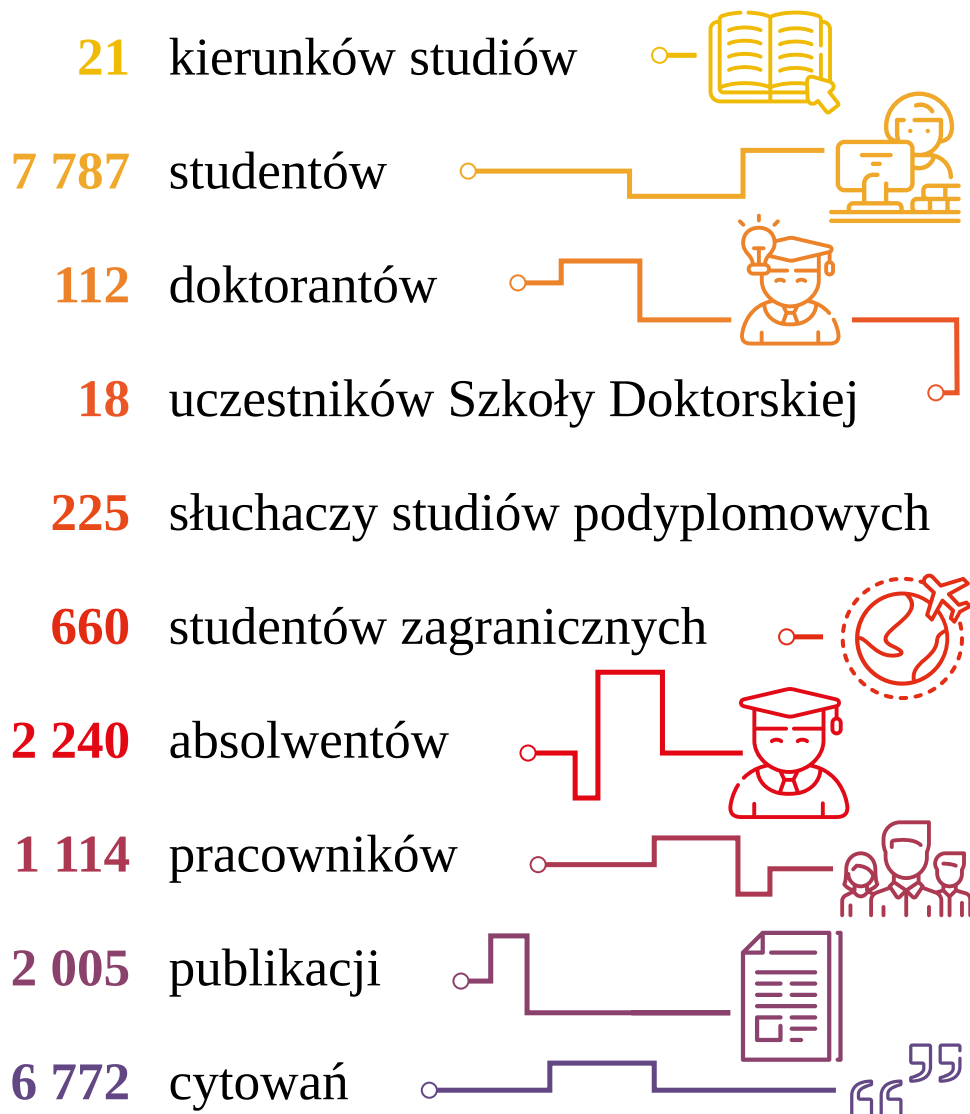 21 kierunków studiów
7 787 studentów
112 doktorantów
18 uczestników Szkoły Doktorskiej
225 słuchaczy studiów podyplomowych
660 studentów zagranicznych
2 240 absolwentów
1 114 pracowników
2 005 publikacji
6 772 cytowań